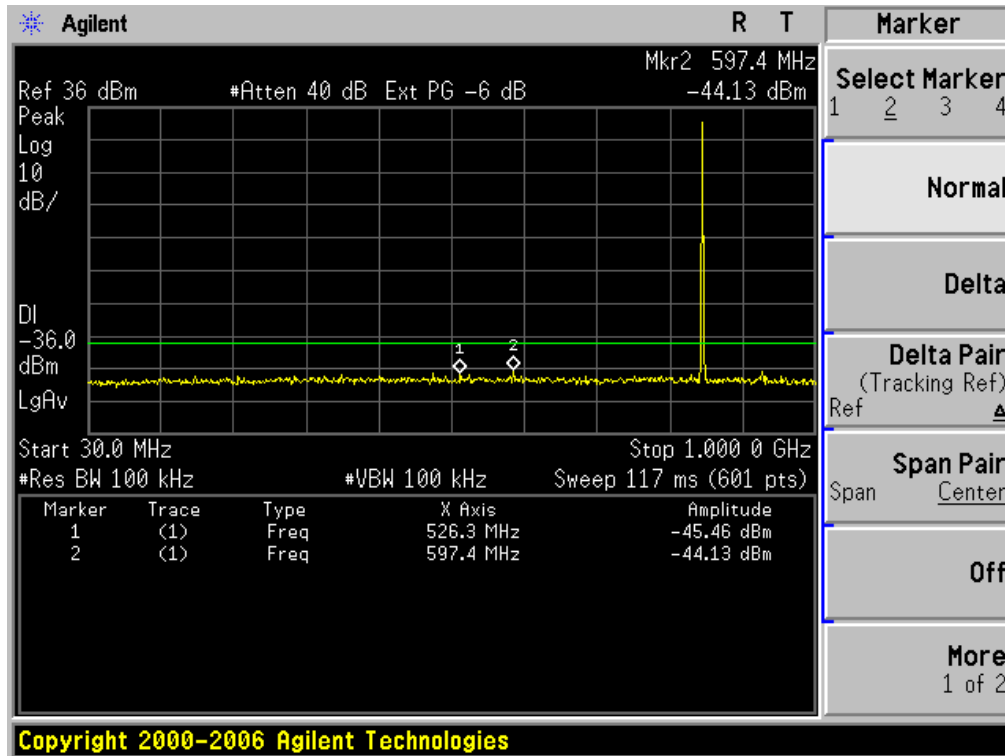 Agilent R T
Mkr2 597.4 MHz
Ref 36 dBm #Atten 40 dB Ext PG -6 dB -44.13 dBm
Peak
Log
10
dB/
DI
-36.0
dBm
LgAv
1 2
Start 30.0 MHz Stop 1.000 0 GHz
#Res BW 100 kHz #VBW 100 kHz Sweep 117 ms (601 pts)
Marker Trace Type X Axis Amplitude
1 (1) Freq 526.3 MHz -45.46 dBm
2 (1) Freq 597.4 MHz -44.13 dBm
Copyright 2000-2006 Agilent Technologies
Marker
Select Marker
1 2 3 4
Normal
Delta
Delta Pair
(Tracking Ref)
Ref Δ
Span Pair
Span Center
Off
More
1 of 2